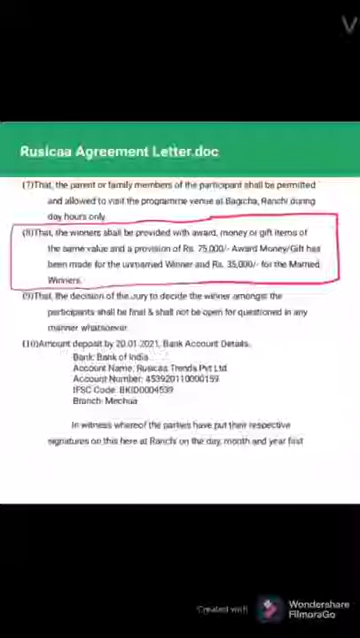 V
Rusicaa Agreement Letter.doc
(7)That, the parent or family members of the participant shall be permitted
and allowed to visit the programme venue at Bagicha, Ranchi during
day hours only.
(8)That, the winners shall be provided with award, money or gift items of
the same value and a provision of Rs. 75,000/- Award Money/Gift has
been made for the unmarried Winner and Rs. 35,000/- for the Married
Winners.
(9)That, the decision of the Jury to decide the winner amongst the
participants shall be final & shall not be open for questioned in any
manner whatsoever.
(10)Amount deposit by 20.01.2021, Bank Account Details:
Bank: Bank of India
Account Name: Rusicaa Trends Pvt Ltd
Account Number: 453920110000159
IFSC Code: BKID0004539
Branch: Mechua
In witness whereof the parties have put their respective
signatures on this here at Ranchi on the day, month and year first
Created with
Wondershare
FilmoraGo